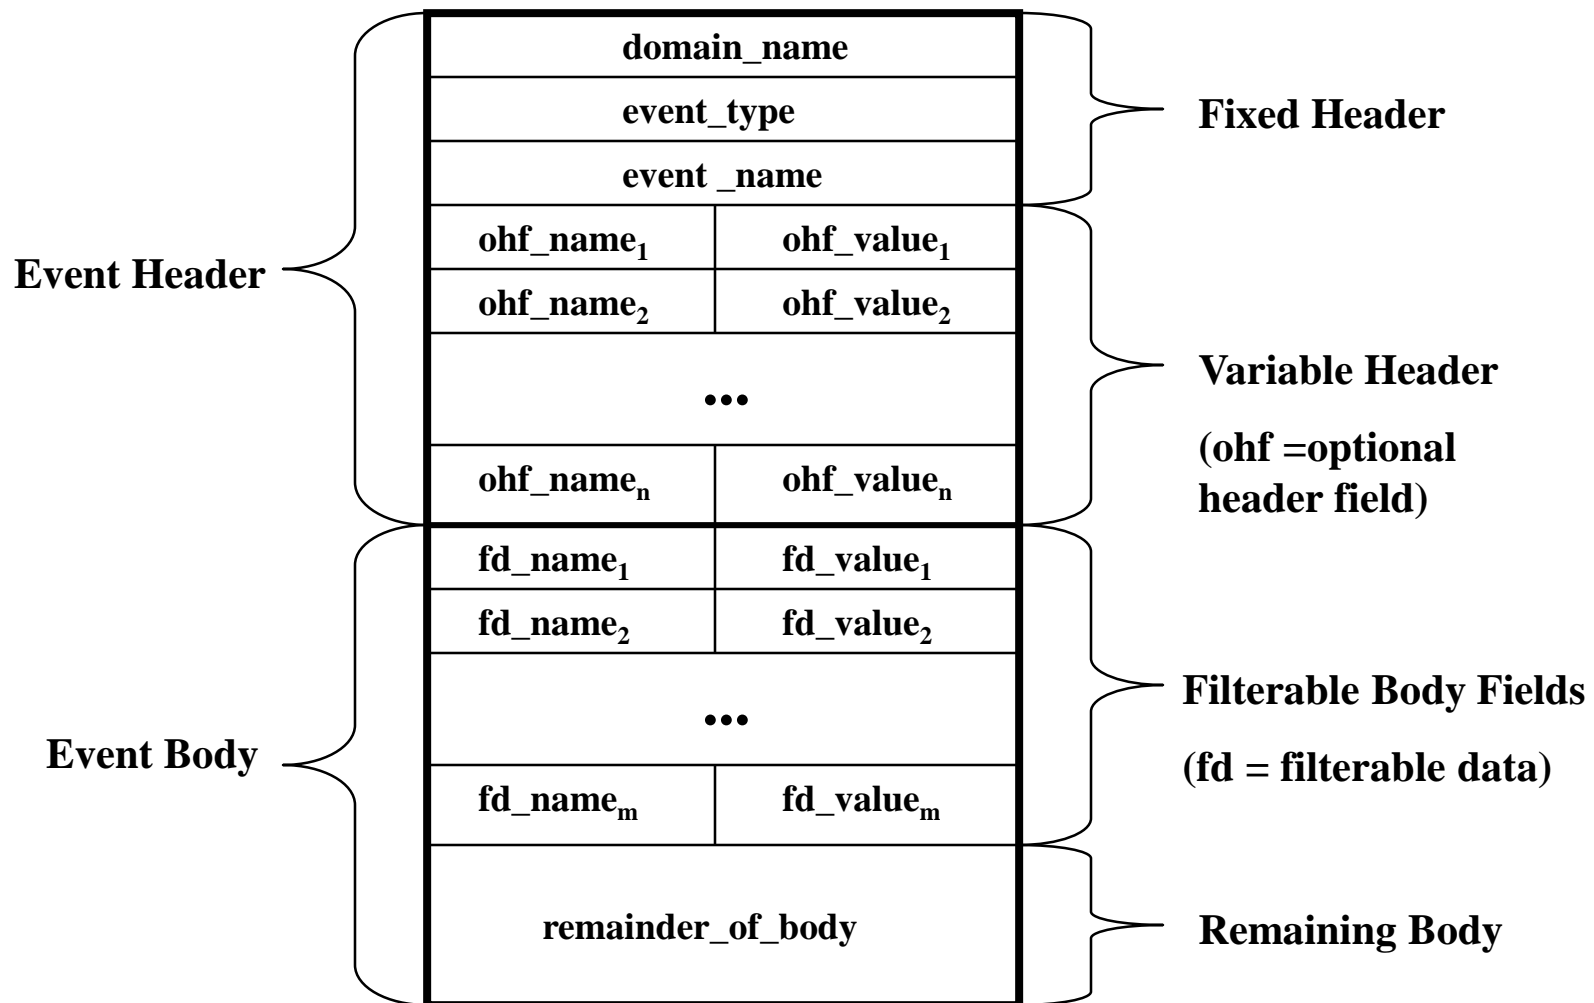 domain_name
event_type
Fixed Header
event _name
ohf_name₁ ohf_value₁
Event Header
ohf_name₂ ohf_value₂
Variable Header
...
(ohf =optional
header field)
ohf_nameₙ ohf_valueₙ
fd_name₁ fd_value₁
fd_name₂ fd_value₂
Filterable Body Fields
...
Event Body
(fd = filterable data)
fd_nameₘ fd_valueₘ
remainder_of_body
Remaining Body